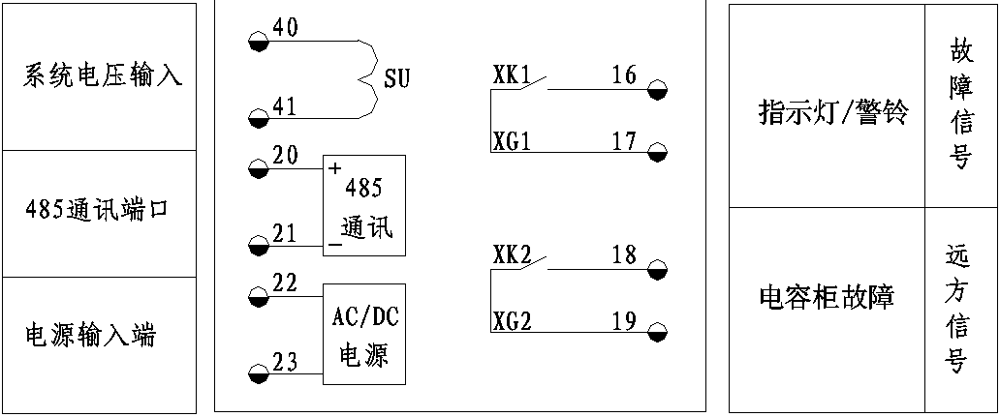 系统电压输入
485通讯端口
电源输入端
40
SU
41
20
+
485
通讯
21
−
22
AC/DC
电源
23
XK1
16
XG1
17
XK2
18
XG2
19
指示灯/警铃
故障信号
电容柜故障
远方信号